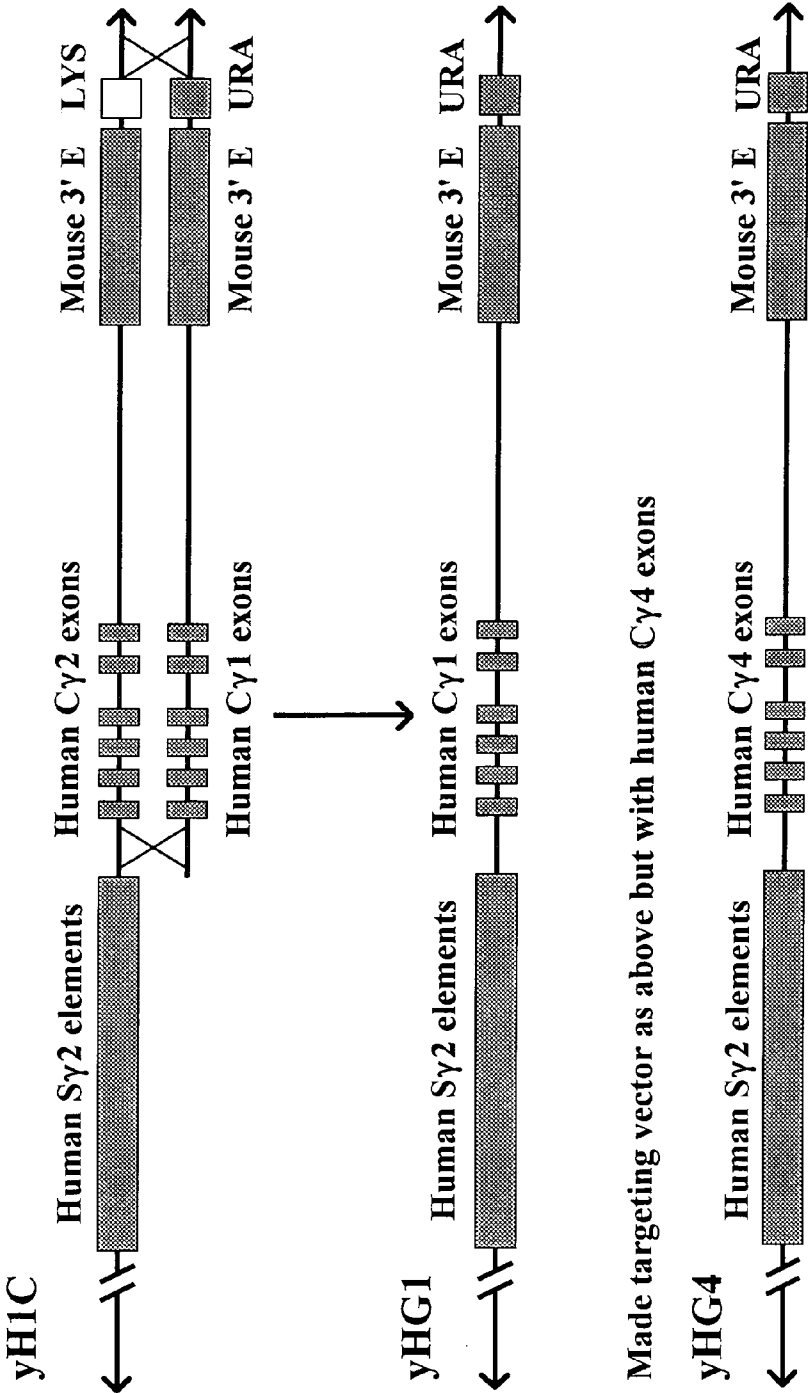 yH1C
Human Sγ2 elements
Human Cγ2 exons
Mouse 3' E
LYS
Human Cγ1 exons
Mouse 3' E
URA
yHG1
Human Sγ2 elements
Human Cγ1 exons
Mouse 3' E
URA
Made targeting vector as above but with human Cγ4 exons
yHG4
Human Sγ2 elements
Human Cγ4 exons
Mouse 3' E
URA